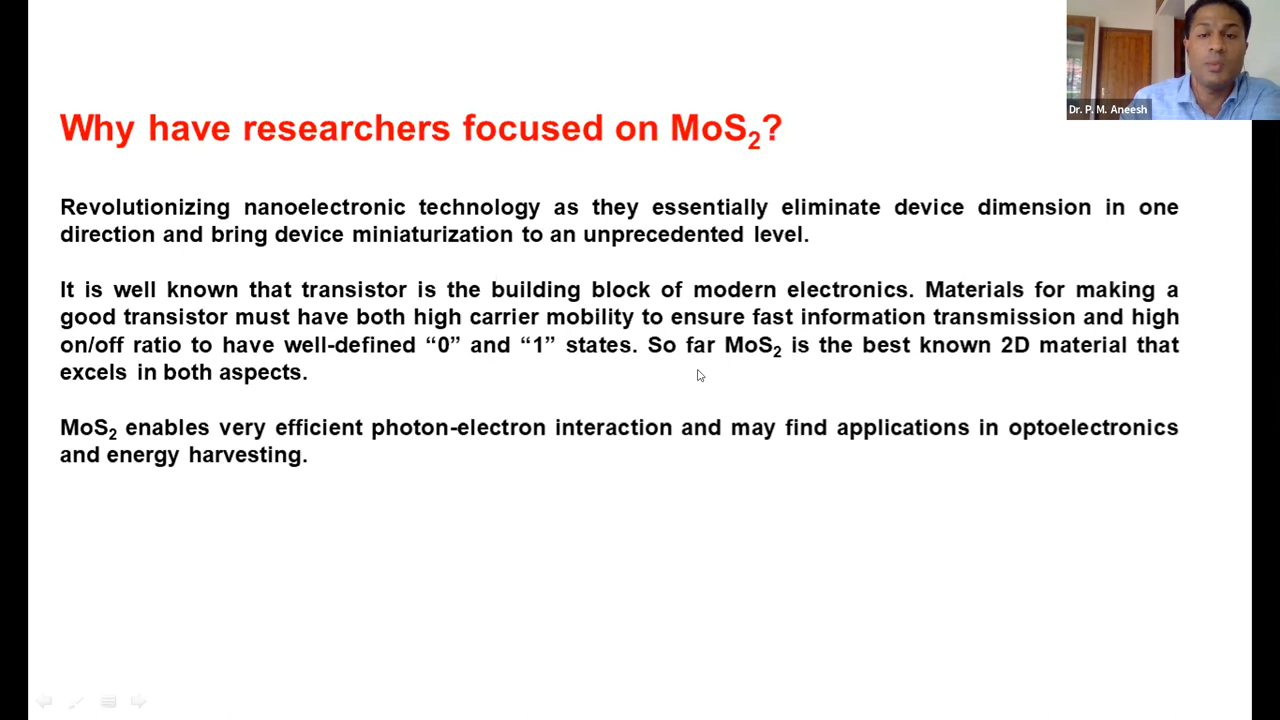 Dr. P. M. Aneesh
Why have researchers focused on MoS₂?
Revolutionizing nanoelectronic technology as they essentially eliminate device dimension in one
direction and bring device miniaturization to an unprecedented level.
It is well known that transistor is the building block of modern electronics. Materials for making a
good transistor must have both high carrier mobility to ensure fast information transmission and high
on/off ratio to have well-defined “0” and “1” states. So far MoS₂ is the best known 2D material that
excels in both aspects.
MoS₂ enables very efficient photon-electron interaction and may find applications in optoelectronics
and energy harvesting.